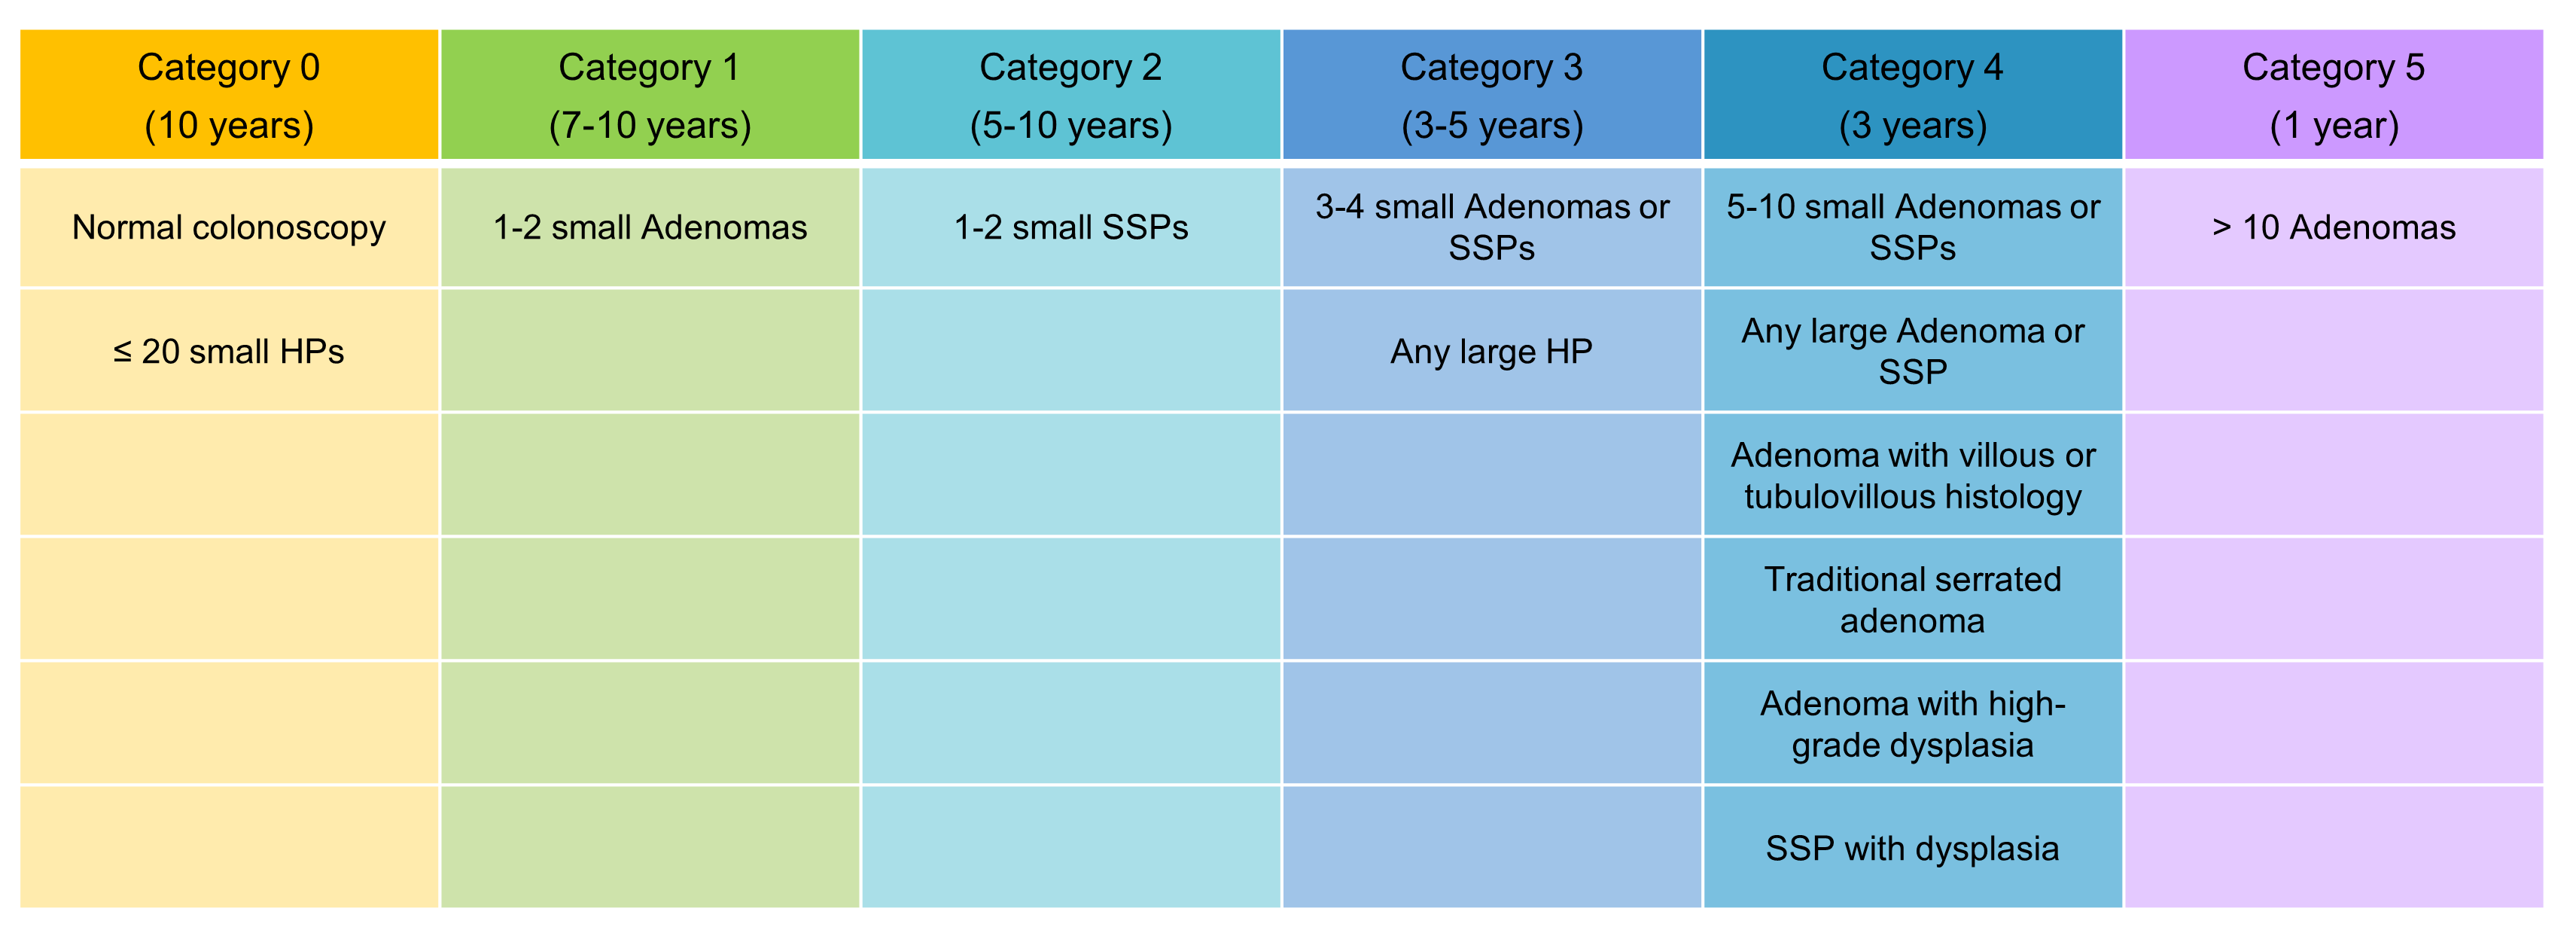 Category 0
(10 years)
Category 1
(7-10 years)
Category 2
(5-10 years)
Category 3
(3-5 years)
Category 4
(3 years)
Category 5
(1 year)
Normal colonoscopy
1-2 small Adenomas
1-2 small SSPs
3-4 small Adenomas or
SSPs
5-10 small Adenomas or
SSPs
> 10 Adenomas
≤ 20 small HPs
Any large HP
Any large Adenoma or
SSP
Adenoma with villous or
tubulovillous histology
Traditional serrated
adenoma
Adenoma with high-
grade dysplasia
SSP with dysplasia